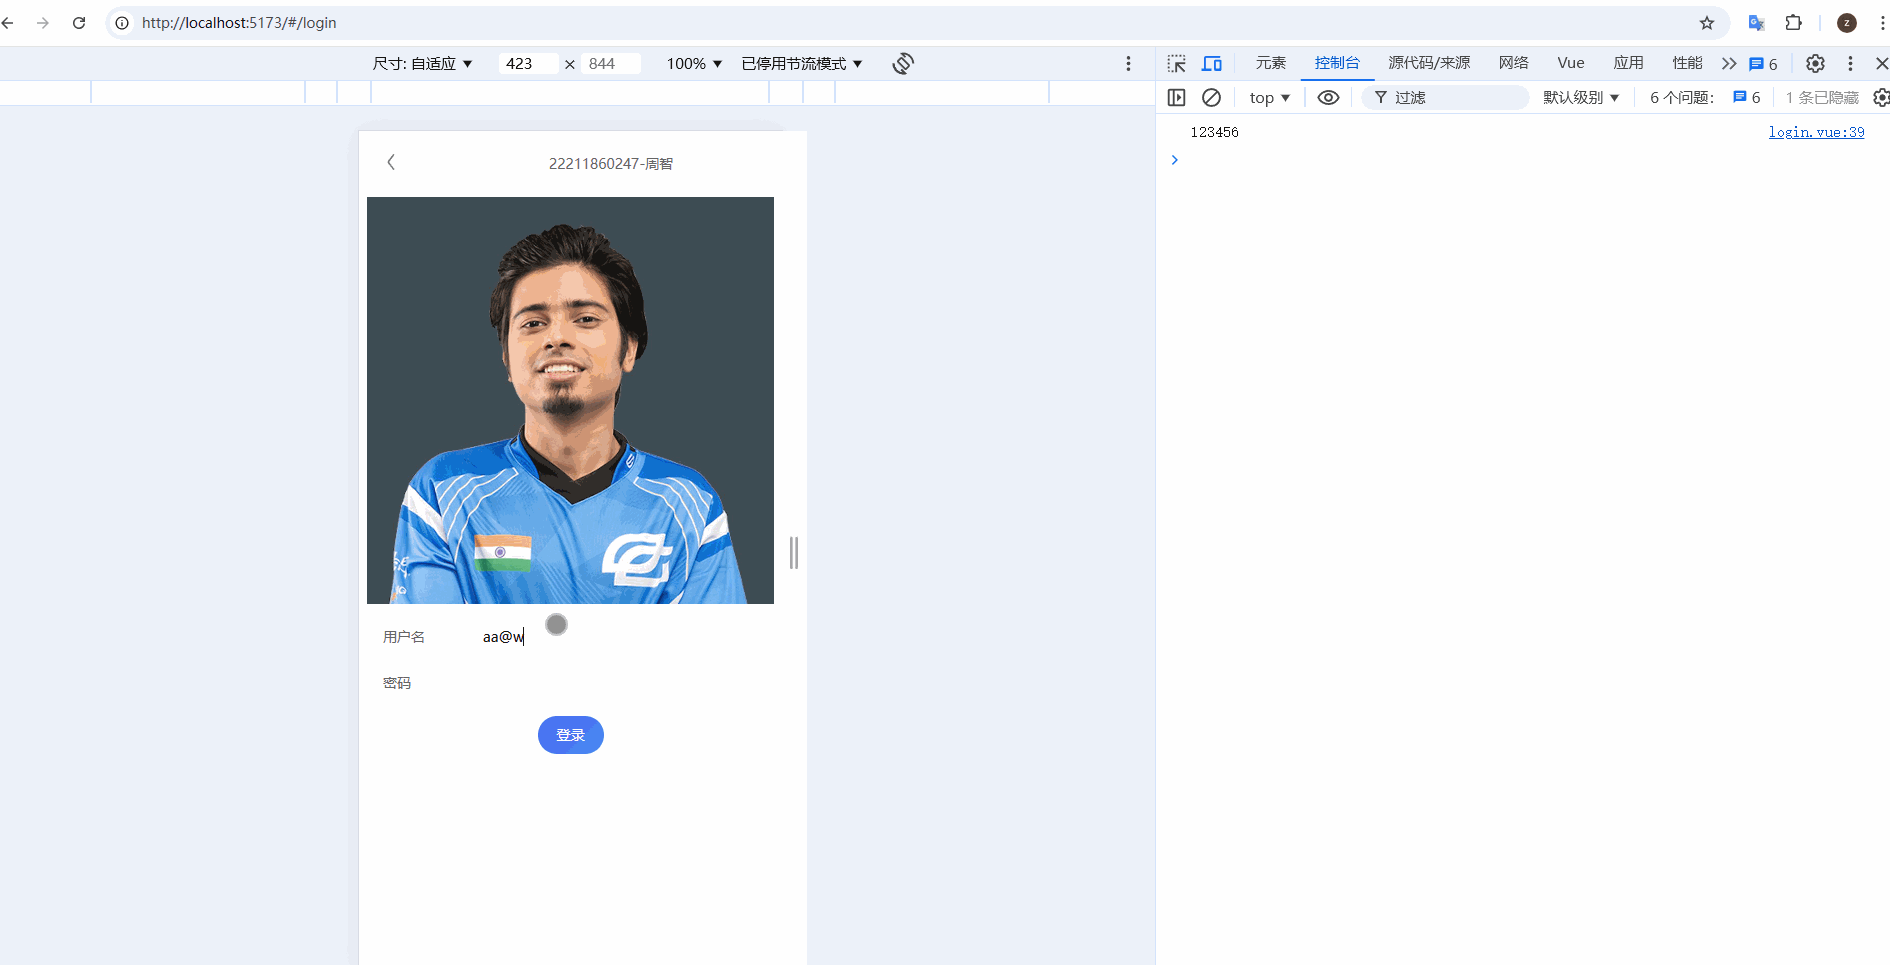 http://localhost:5173/#/login
z
尺寸: 自适应 423 × 844 100% 已停用节流模式
元素 控制台 源代码/来源 网络 Vue 应用 性能 6
top 过滤 默认级别 6 个问题: 6 1 条已隐藏
123456 login.vue:39
22211860247-周智
用户名 aa@w
密码
登录